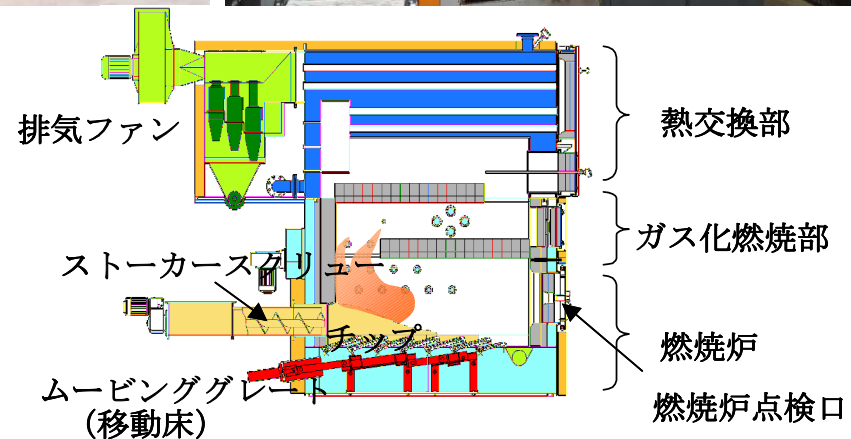 排気ファン
熱交換部
ガス化燃焼部
ストーカースクリュー
チップ
燃焼炉
ムービンググレート
（移動床）
燃焼炉点検口